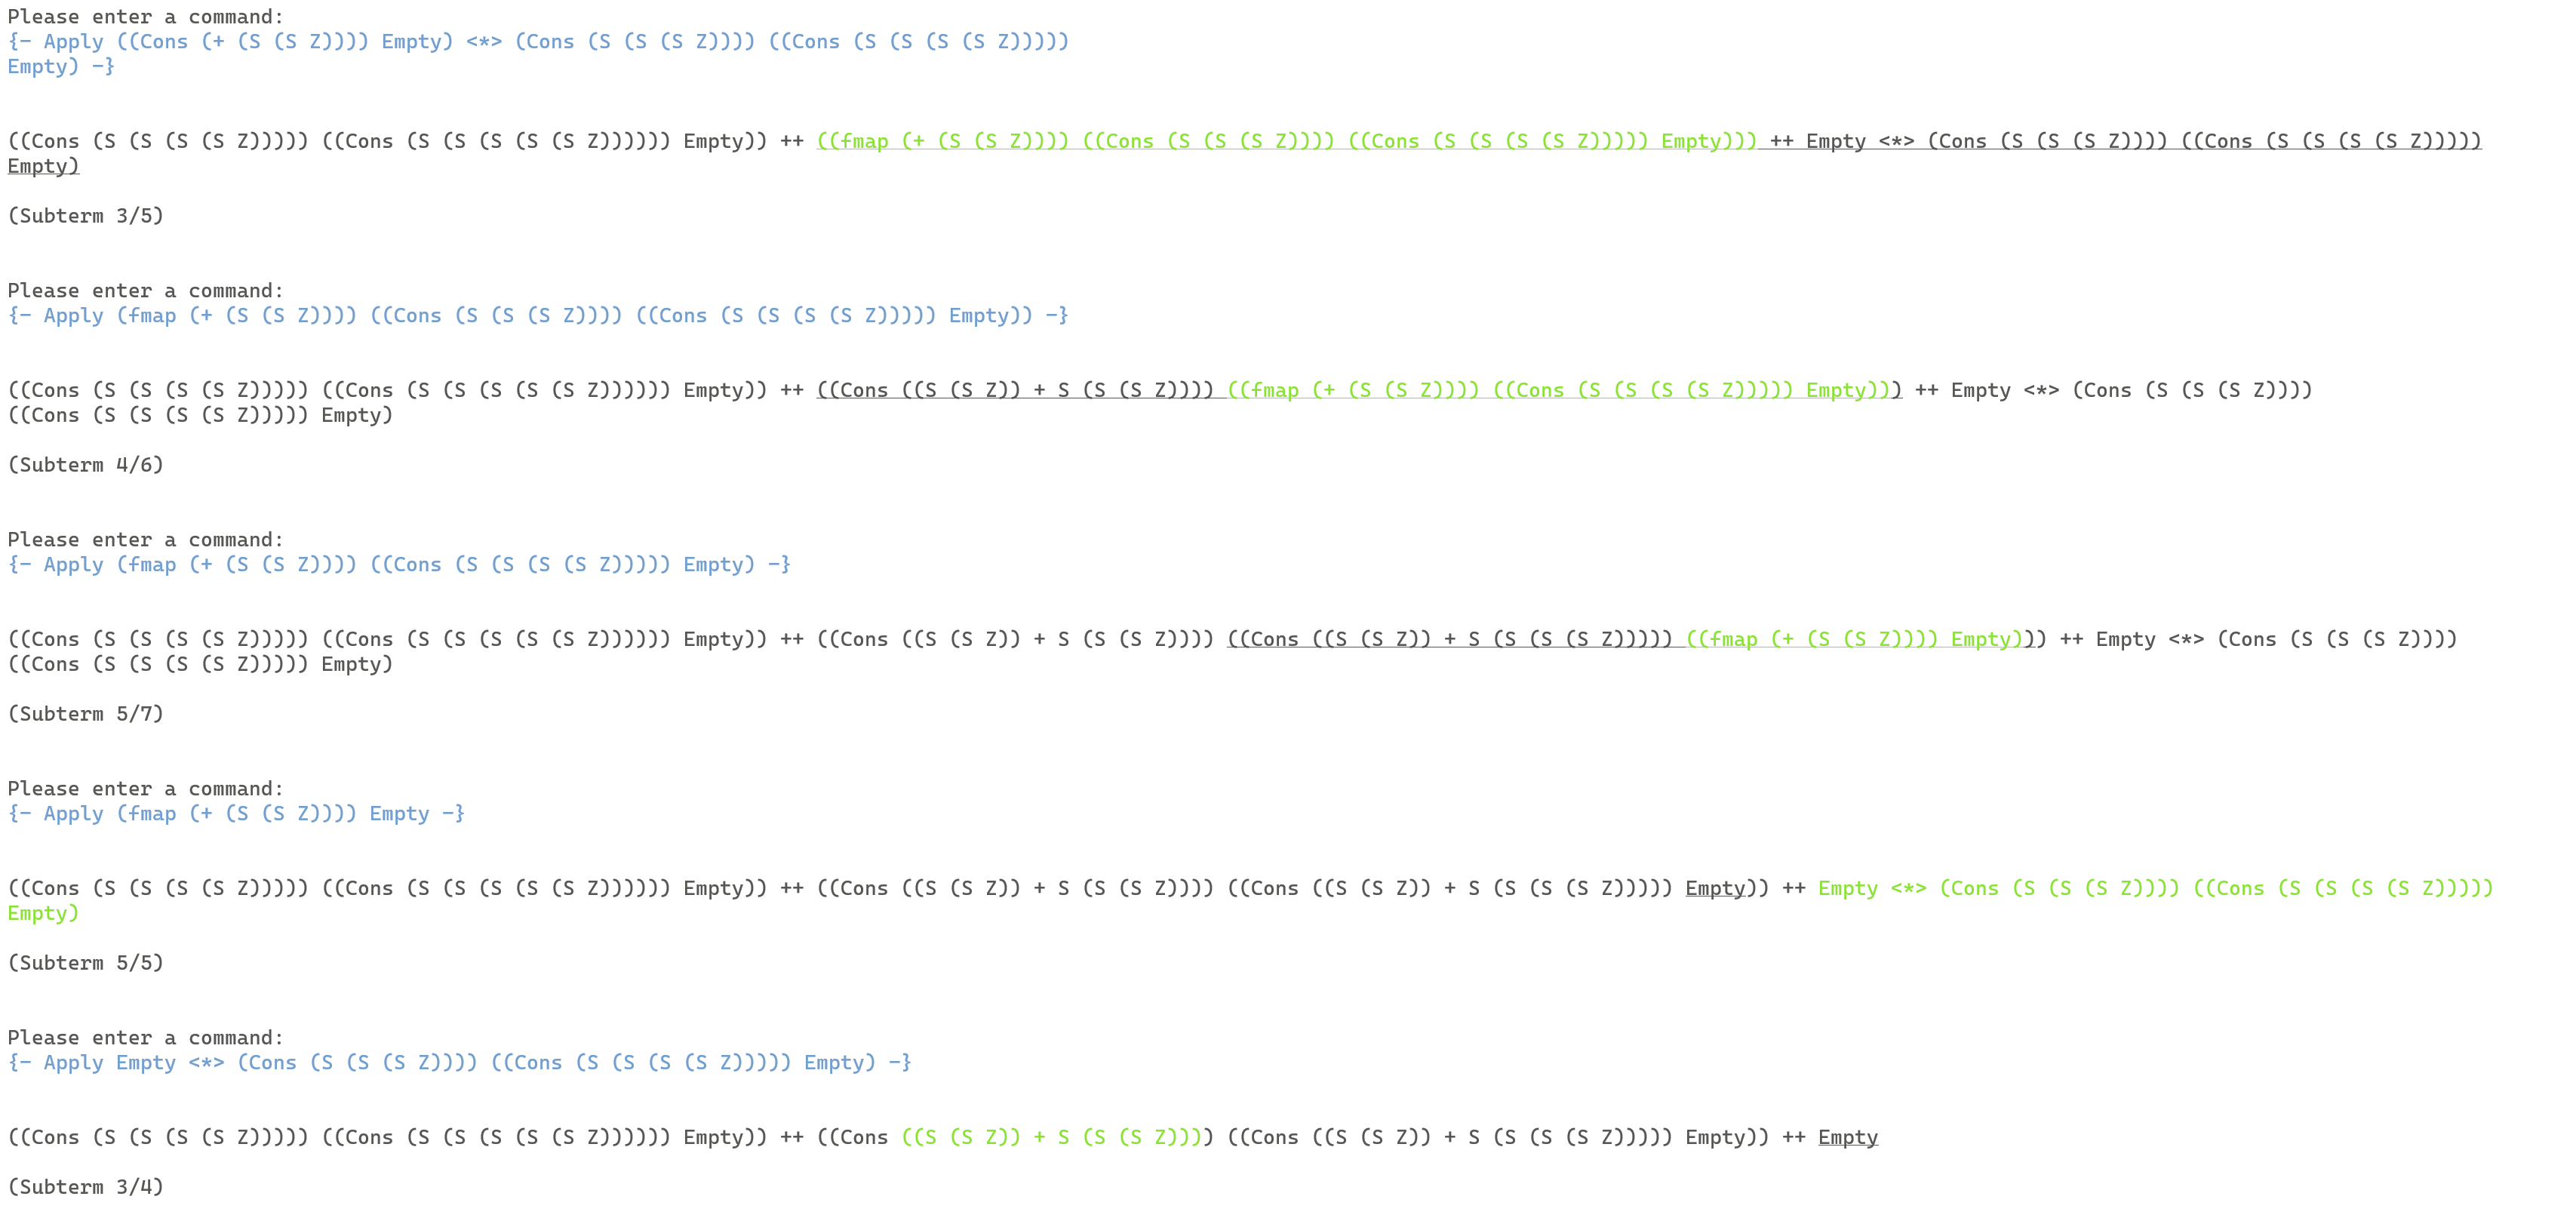 Please enter a command:
{- Apply ((Cons (+ (S (S Z)))) Empty) <*> (Cons (S (S (S Z)))) ((Cons (S (S (S (S Z)))))
Empty) -}
((Cons (S (S (S (S Z))))) ((Cons (S (S (S (S (S Z)))))) Empty)) ++ ((fmap (+ (S (S Z)))) ((Cons (S (S (S Z)))) ((Cons (S (S (S (S Z))))) Empty))) ++ Empty <*> (Cons (S (S (S Z)))) ((Cons (S (S (S (S Z)))))
Empty)
(Subterm 3/5)
Please enter a command:
{- Apply (fmap (+ (S (S Z)))) ((Cons (S (S (S Z)))) ((Cons (S (S (S (S Z))))) Empty)) -}
((Cons (S (S (S (S Z))))) ((Cons (S (S (S (S (S Z)))))) Empty)) ++ ((Cons ((S (S Z)) + S (S (S Z)))) ((fmap (+ (S (S Z)))) ((Cons (S (S (S (S Z))))) Empty))) ++ Empty <*> (Cons (S (S (S Z))))
((Cons (S (S (S (S Z))))) Empty)
(Subterm 4/6)
Please enter a command:
{- Apply (fmap (+ (S (S Z)))) ((Cons (S (S (S (S Z))))) Empty) -}
((Cons (S (S (S (S Z))))) ((Cons (S (S (S (S (S Z)))))) Empty)) ++ ((Cons ((S (S Z)) + S (S (S Z)))) ((Cons ((S (S Z)) + S (S (S (S Z))))) ((fmap (+ (S (S Z)))) Empty))) ++ Empty <*> (Cons (S (S (S Z))))
((Cons (S (S (S (S Z))))) Empty)
(Subterm 5/7)
Please enter a command:
{- Apply (fmap (+ (S (S Z)))) Empty -}
((Cons (S (S (S (S Z))))) ((Cons (S (S (S (S (S Z)))))) Empty)) ++ ((Cons ((S (S Z)) + S (S (S Z)))) ((Cons ((S (S Z)) + S (S (S (S Z))))) Empty)) ++ Empty <*> (Cons (S (S (S Z)))) ((Cons (S (S (S (S Z)))))
Empty)
(Subterm 5/5)
Please enter a command:
{- Apply Empty <*> (Cons (S (S (S Z)))) ((Cons (S (S (S (S Z))))) Empty) -}
((Cons (S (S (S (S Z))))) ((Cons (S (S (S (S (S Z)))))) Empty)) ++ ((Cons ((S (S Z)) + S (S (S Z)))) ((Cons ((S (S Z)) + S (S (S (S Z))))) Empty)) ++ Empty
(Subterm 3/4)